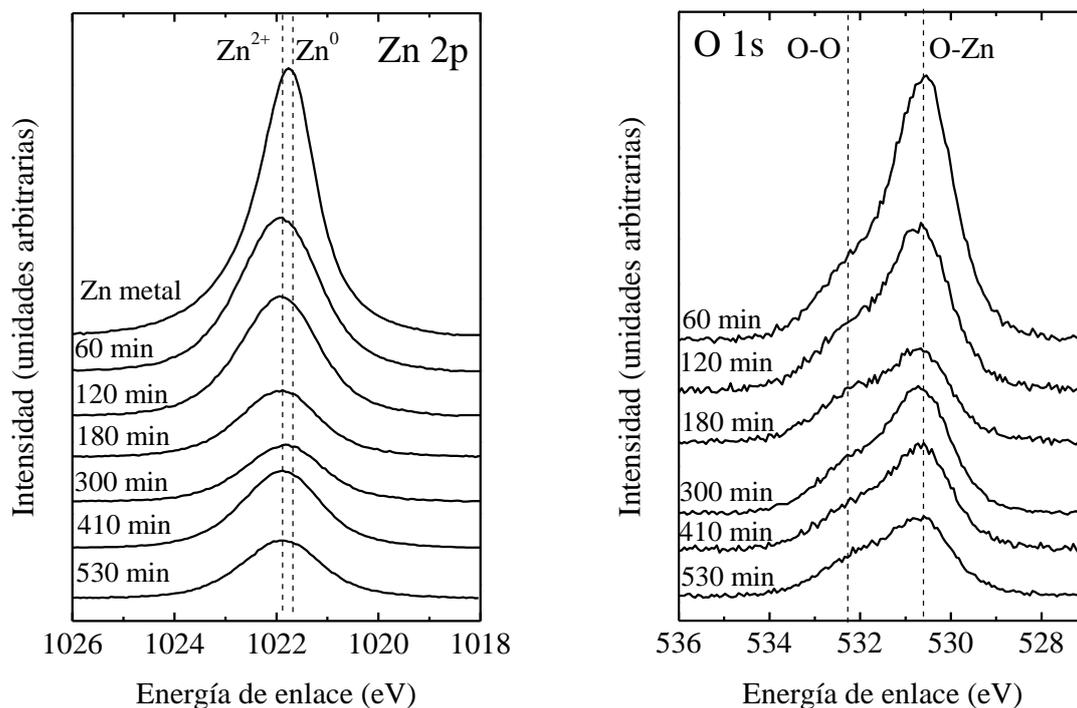 Intensidad (unidades arbitrarias)
Zn²⁺
Zn⁰
Zn 2p
Zn metal
60 min
120 min
180 min
300 min
410 min
530 min
1026
1024
1022
1020
1018
Energía de enlace (eV)
Intensidad (unidades arbitrarias)
O 1s
O-O
O-Zn
60 min
120 min
180 min
300 min
410 min
530 min
536
534
532
530
528
Energía de enlace (eV)